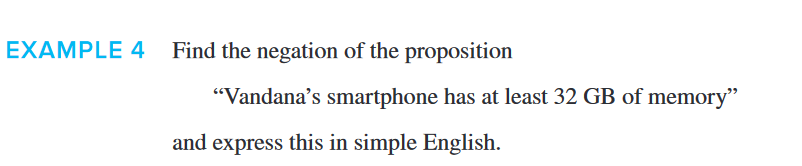 EXAMPLE 4 Find the negation of the proposition
“Vandana’s smartphone has at least 32 GB of memory”
and express this in simple English.